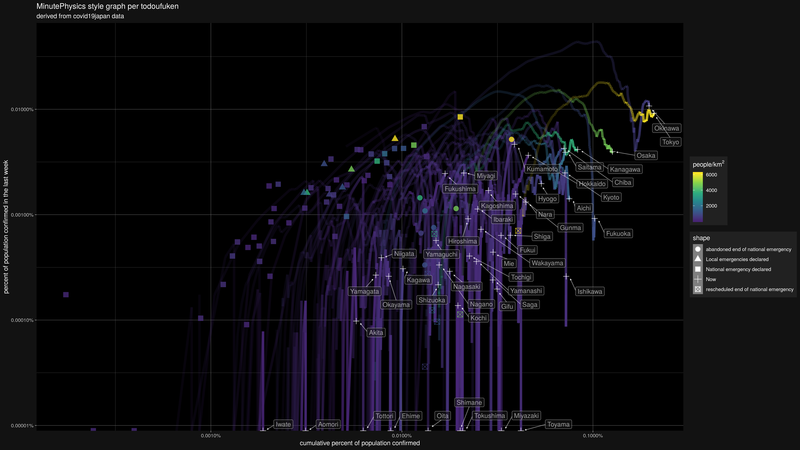 MinutePhysics style graph per todoufuken
derived from covid19japan data
percent of population confirmed in the last week
0.01000%
0.00100%
0.00010%
0.00001%
Okinawa
Tokyo
Osaka
Kanagawa
Saitama
Chiba
Hokkaido
Kumamoto
Kyoto
Miyagi
Fukushima
Hyogo
Aichi
Kagoshima
Nara
Ibaraki
Gunma
Fukuoka
Shiga
Hiroshima
Fukui
Niigata
Yamaguchi
Wakayama
Mie
Tochigi
Kagawa
Nagasaki
Yamanashi
Ishikawa
Yamagata
Okayama
Shizuoka
Nagano
Saga
Gifu
Kochi
Akita
Shimane
Iwate
Aomori
Tottori
Ehime
Oita
Tokushima
Miyazaki
Toyama
0.0010%
0.0100%
0.1000%
cumulative percent of population confirmed
people/km²
6000
4000
2000
shape
abandoned end of national emergency
Local emergencies declared
National emergency declared
Now
rescheduled end of national emergency